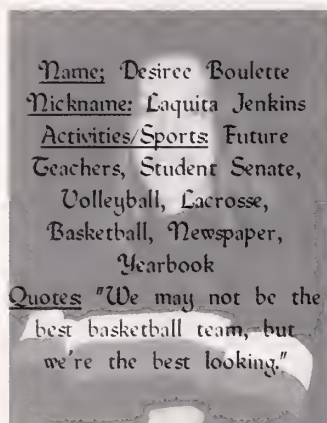 Name: Desiree Boulette
Nickname: Laquita Jenkins
Activities/Sports: Future
Teachers, Student Senate,
Volleyball, Lacrosse,
Basketball, Newspaper,
Yearbook
Quotes: "We may not be the
best basketball team, but
we're the best looking."